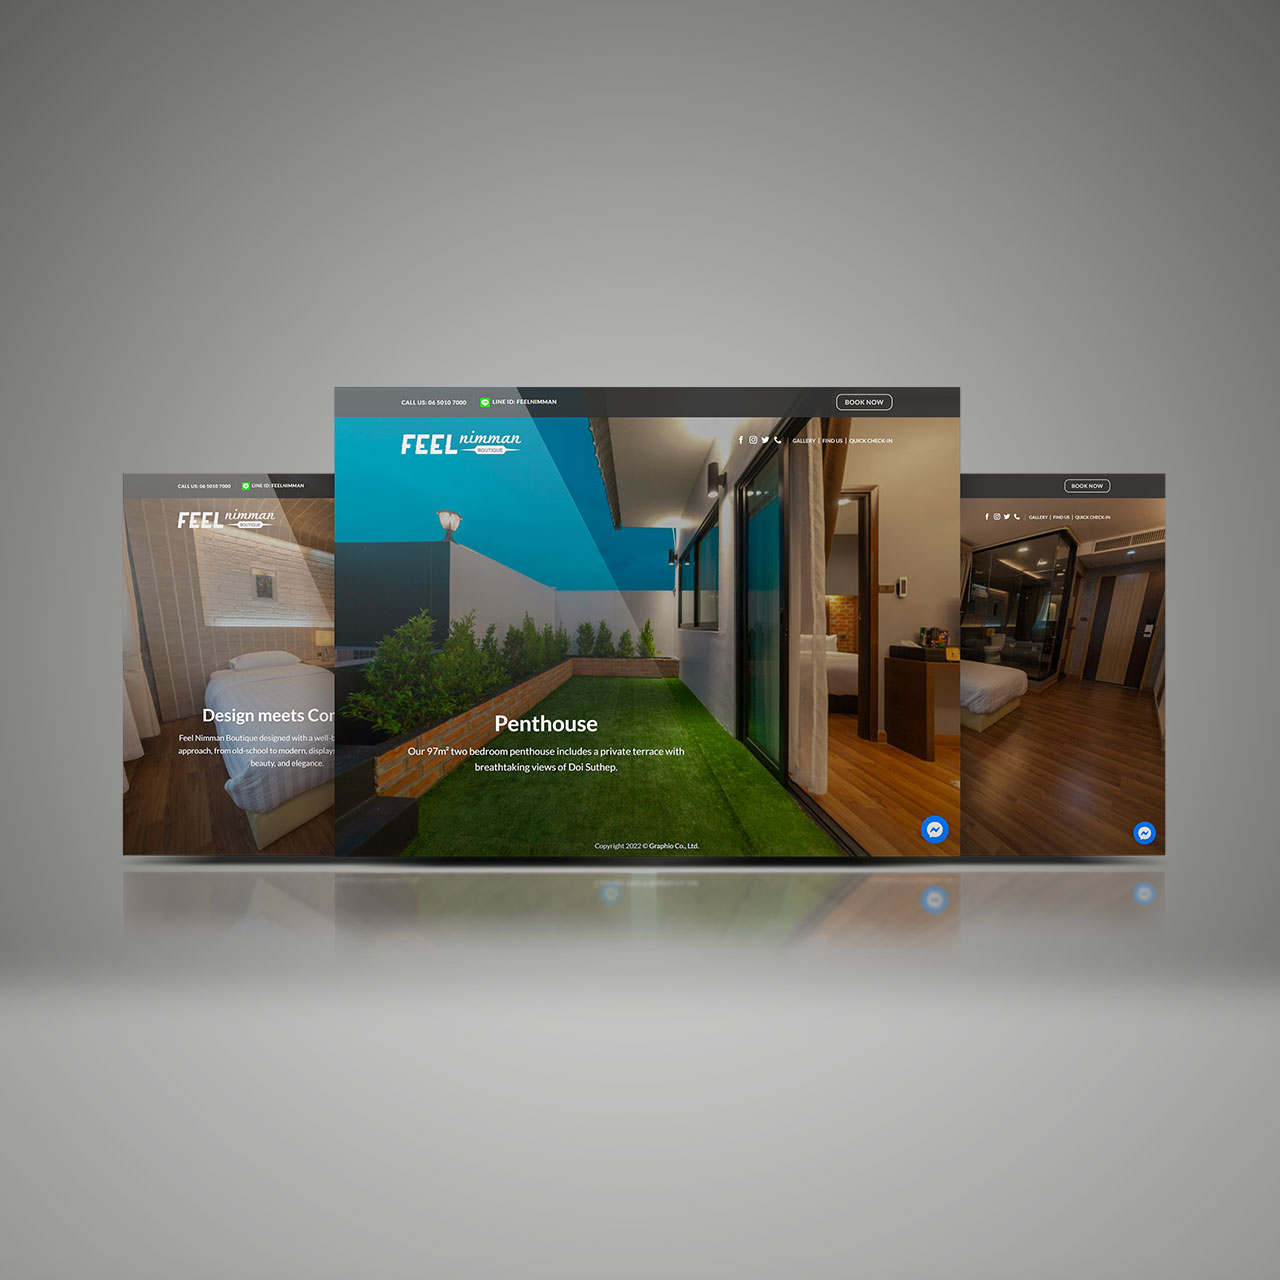 CALL US: 06 5010 7000 LINE ID: FEELNIMMAN BOOK NOW
FEEL nimman
BOUTIQUE
GALLERY | FIND US | QUICK CHECK-IN
Penthouse
Our 97m² two bedroom penthouse includes a private terrace with
breathtaking views of Doi Suthep.
Copyright 2022 © Graphio Co., Ltd.
CALL US: 06 5010 7000 LINE ID: FEELNIMMAN
FEEL nimman
BOUTIQUE
Design meets Cor
Feel Nimman Boutique designed with a well-b
approach, from old-school to modern, display
beauty, and elegance.
BOOK NOW
GALLERY | FIND US | QUICK CHECK-IN